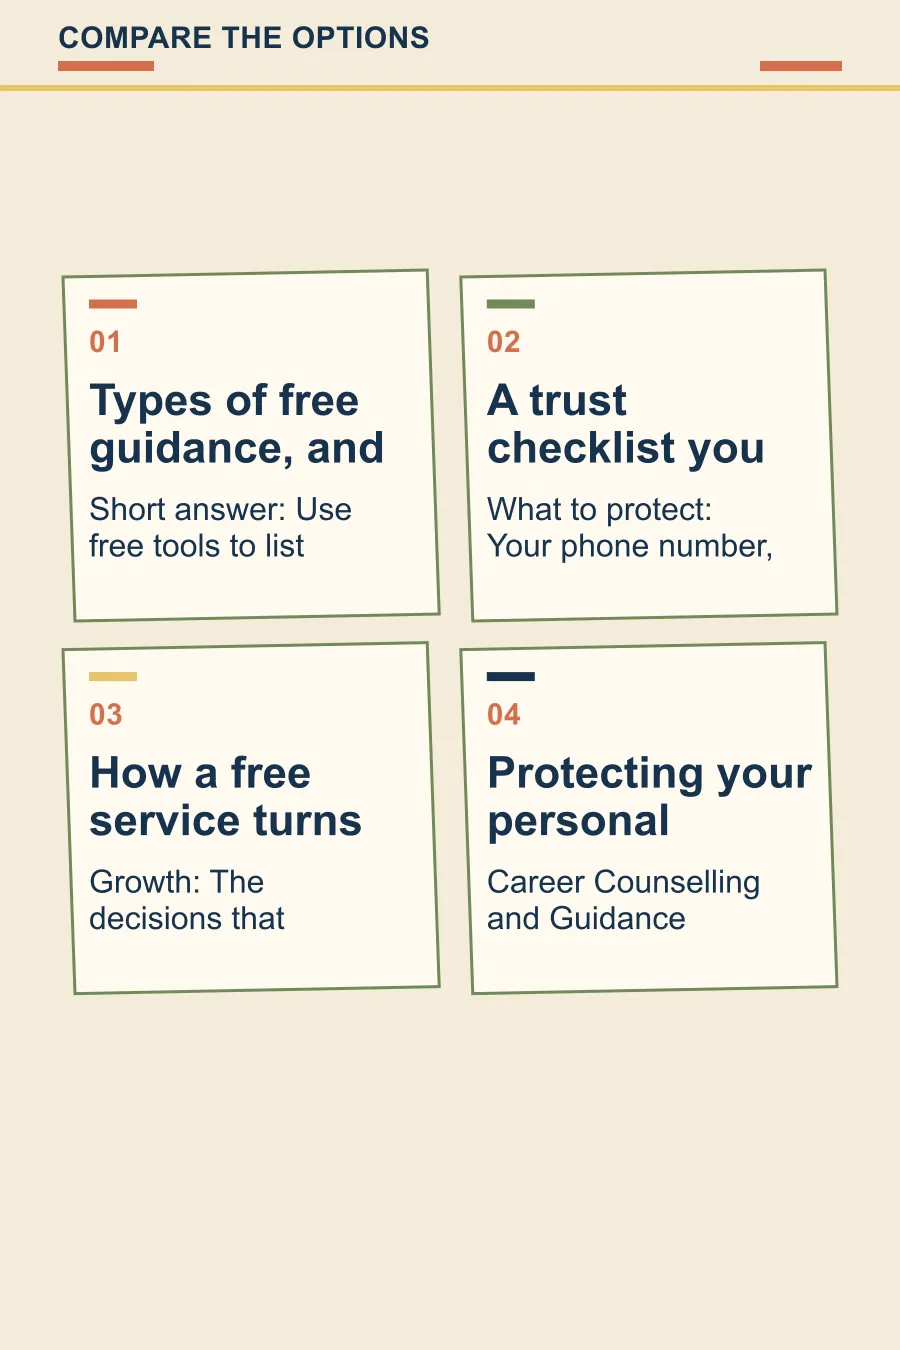 COMPARE THE OPTIONS
01
Types of free
guidance, and
Short answer: Use
free tools to list
02
A trust
checklist you
What to protect:
Your phone number,
03
How a free
service turns
Growth: The
decisions that
04
Protecting your
personal
Career Counselling
and Guidance